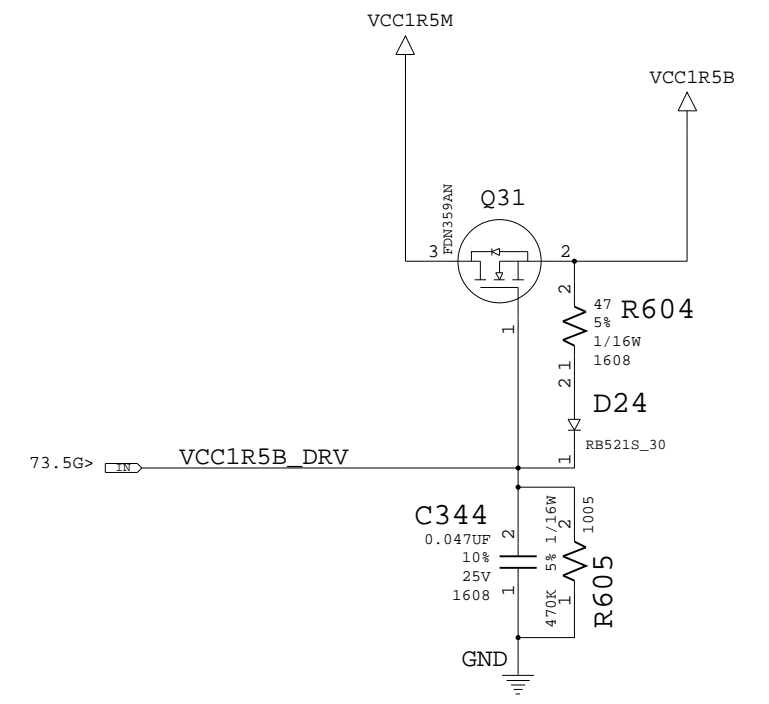 VCC1R5M
VCC1R5B
Q31
FDN359AN
3
2
1
2
47
5%
1/16W
1608
R604
1
2
D24
RB521S_30
1
73.5G>
IN
VCC1R5B_DRV
C344
0.047UF
10%
25V
1608
2
1
470K 5% 1/16W
1005
2
1
R605
GND